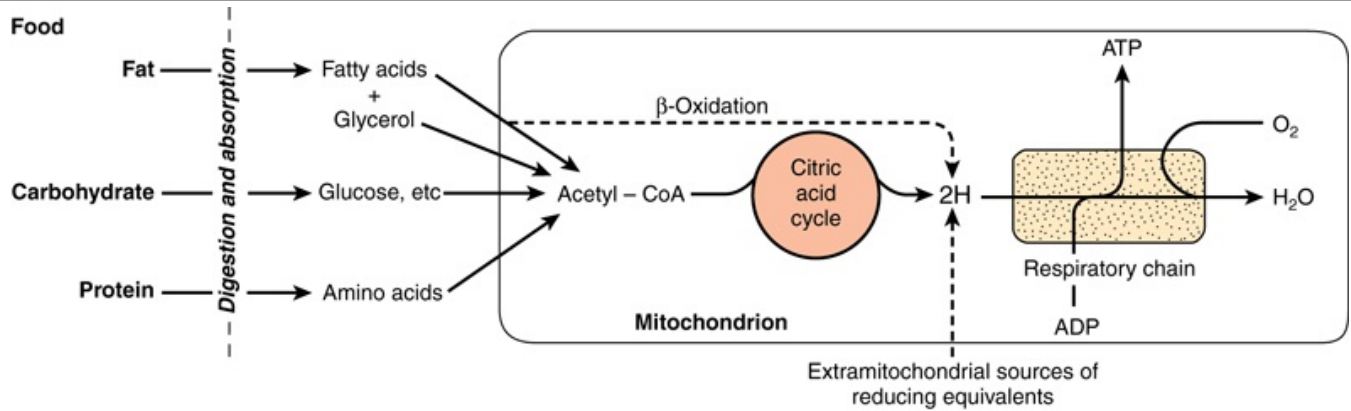 Food
Fat
Fatty acids
+
Glycerol
Carbohydrate
Glucose, etc
Protein
Amino acids
Digestion and absorption
β-Oxidation
Acetyl – CoA
Citric
acid
cycle
2H
ATP
O₂
H₂O
Respiratory chain
ADP
Mitochondrion
Extramitochondrial sources of
reducing equivalents